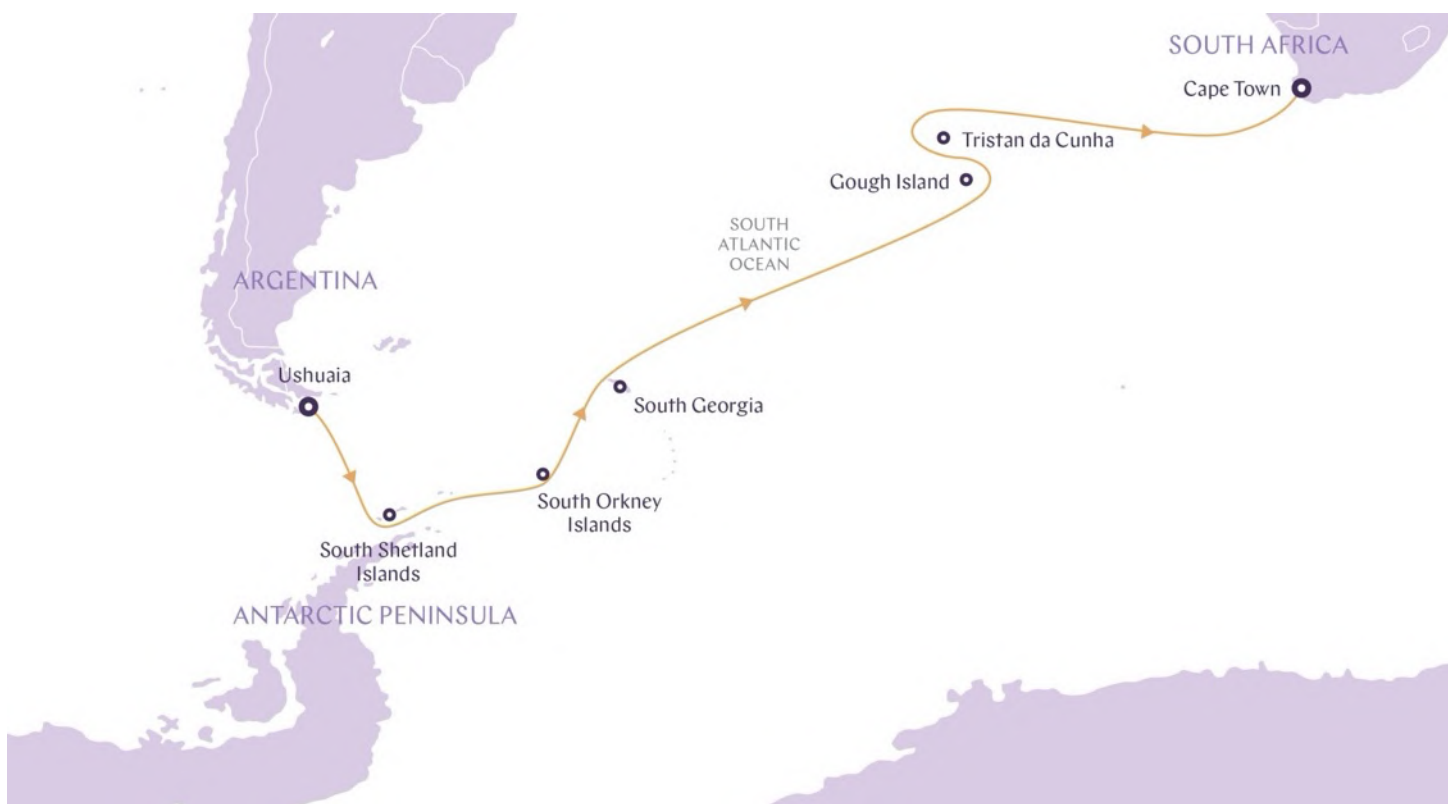 SOUTH AFRICA
Cape Town
Tristan da Cunha
Gough Island
SOUTH
ATLANTIC
OCEAN
ARGENTINA
Ushuaia
South Georgia
South Orkney
Islands
South Shetland
Islands
ANTARCTIC PENINSULA